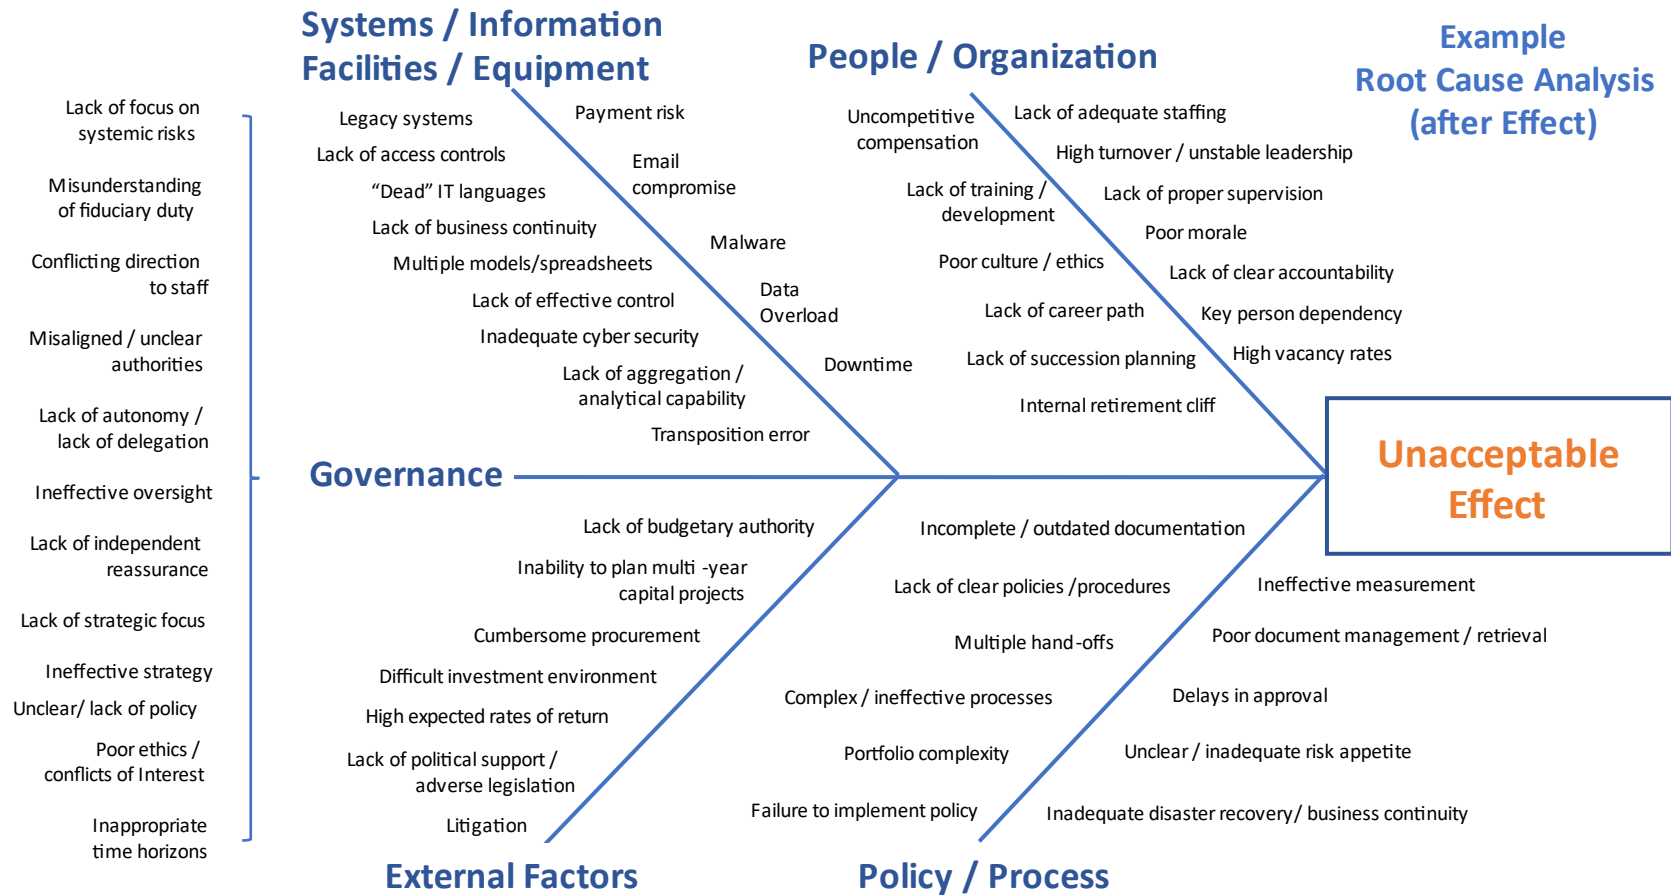 Systems / Information
Facilities / Equipment
People / Organization
Example
Root Cause Analysis
(after Effect)
Lack of focus on
systemic risks
Misunderstanding
of fiduciary duty
Conflicting direction
to staff
Misaligned / unclear
authorities
Lack of autonomy /
lack of delegation
Ineffective oversight
Lack of independent
reassurance
Lack of strategic focus
Ineffective strategy
Unclear/ lack of policy
Poor ethics /
conflicts of Interest
Inappropriate
time horizons
Legacy systems
Lack of access controls
“Dead” IT languages
Lack of business continuity
Multiple models/spreadsheets
Lack of effective control
Inadequate cyber security
Lack of aggregation /
analytical capability
Transposition error
Payment risk
Email
compromise
Malware
Data
Overload
Downtime
Uncompetitive
compensation
Lack of training /
development
Poor culture / ethics
Lack of career path
Lack of succession planning
Internal retirement cliff
Lack of adequate staffing
High turnover / unstable leadership
Lack of proper supervision
Poor morale
Lack of clear accountability
Key person dependency
High vacancy rates
Governance
Unacceptable
Effect
Lack of budgetary authority
Inability to plan multi -year
capital projects
Cumbersome procurement
Difficult investment environment
High expected rates of return
Lack of political support /
adverse legislation
Litigation
Incomplete / outdated documentation
Lack of clear policies /procedures
Multiple hand-offs
Complex / ineffective processes
Portfolio complexity
Failure to implement policy
Ineffective measurement
Poor document management / retrieval
Delays in approval
Unclear / inadequate risk appetite
Inadequate disaster recovery/ business continuity
External Factors
Policy / Process